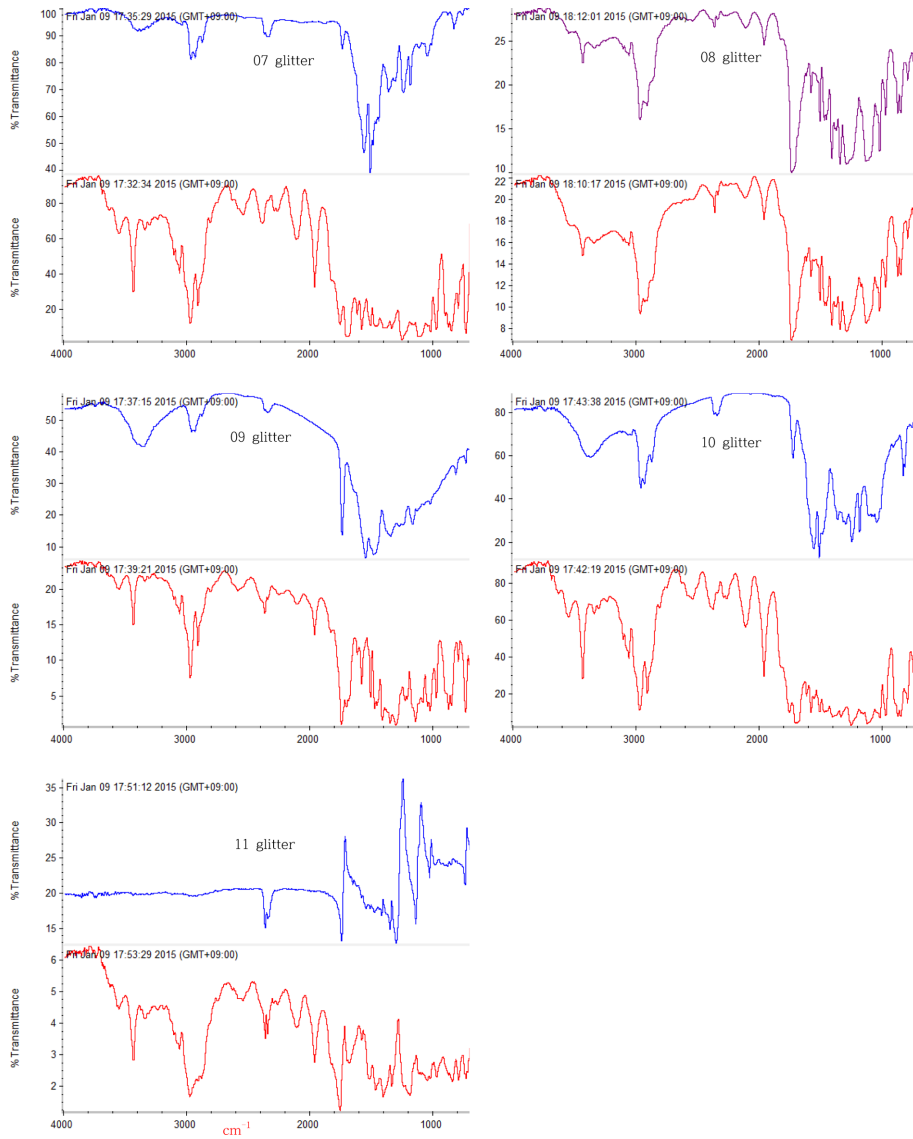 Fri Jan 09 17:35:29 2015 (GMT+09:00)
07 glitter
% Transmittance
100
90
80
70
60
50
40
Fri Jan 09 17:32:34 2015 (GMT+09:00)
% Transmittance
80
60
40
20
4000 3000 2000 1000
Fri Jan 09 18:12:01 2015 (GMT+09:00)
08 glitter
% Transmittance
25
20
15
10
Fri Jan 09 18:10:17 2015 (GMT+09:00)
% Transmittance
22
20
18
16
14
12
10
8
4000 3000 2000 1000
Fri Jan 09 17:37:15 2015 (GMT+09:00)
09 glitter
% Transmittance
50
40
30
20
10
Fri Jan 09 17:39:21 2015 (GMT+09:00)
% Transmittance
20
15
10
5
4000 3000 2000 1000
Fri Jan 09 17:43:38 2015 (GMT+09:00)
10 glitter
% Transmittance
80
60
40
20
Fri Jan 09 17:42:19 2015 (GMT+09:00)
% Transmittance
80
60
40
20
4000 3000 2000 1000
Fri Jan 09 17:51:12 2015 (GMT+09:00)
11 glitter
% Transmittance
35
30
25
20
15
Fri Jan 09 17:53:29 2015 (GMT+09:00)
% Transmittance
6
5
4
3
2
4000 3000 2000 1000
cm⁻¹